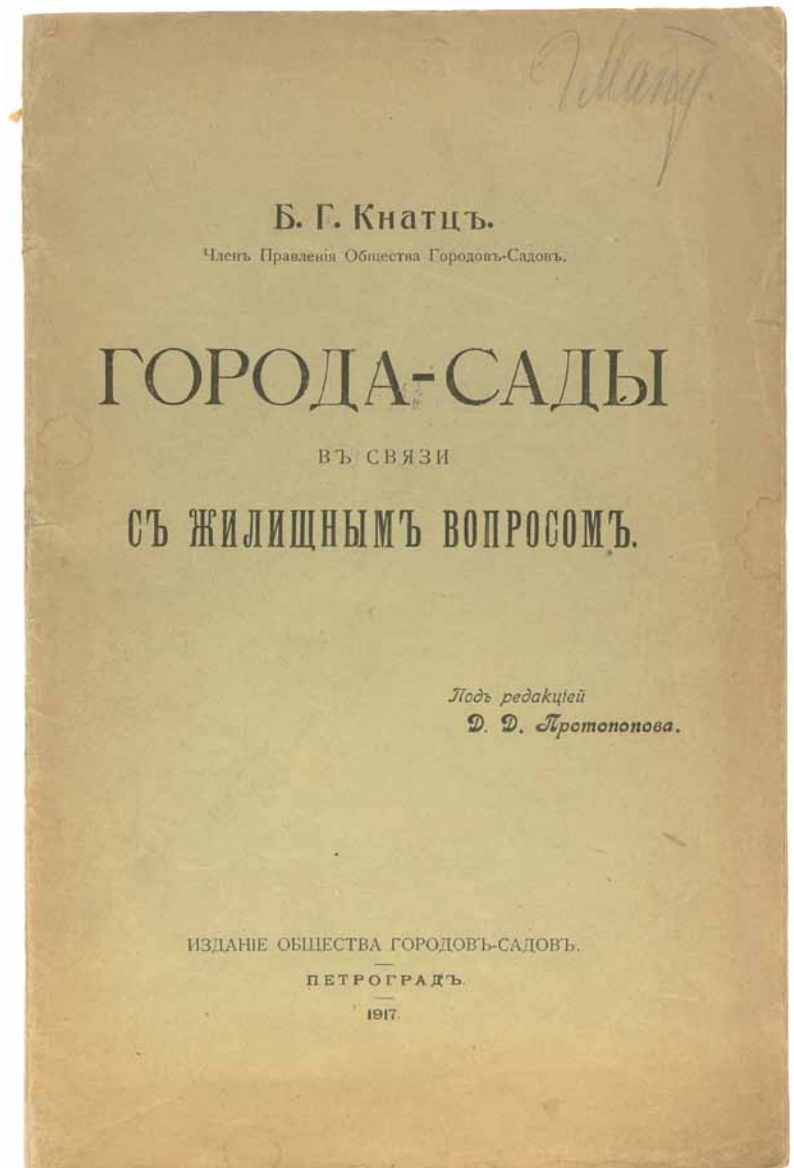 Б. Г. Кнатцъ.
Членъ Правленія Общества Городовъ-Садовъ.
ГОРОДА-САДЫ
ВЪ СВЯЗИ
СЪ ЖИЛИЩНЫМЪ ВОПРОСОМЪ.
Подъ редакціей
Д. Д. Протопопова.
ИЗДАНІЕ ОБЩЕСТВА ГОРОДОВЪ-САДОВЪ.
ПЕТРОГРАДЪ.
1917.